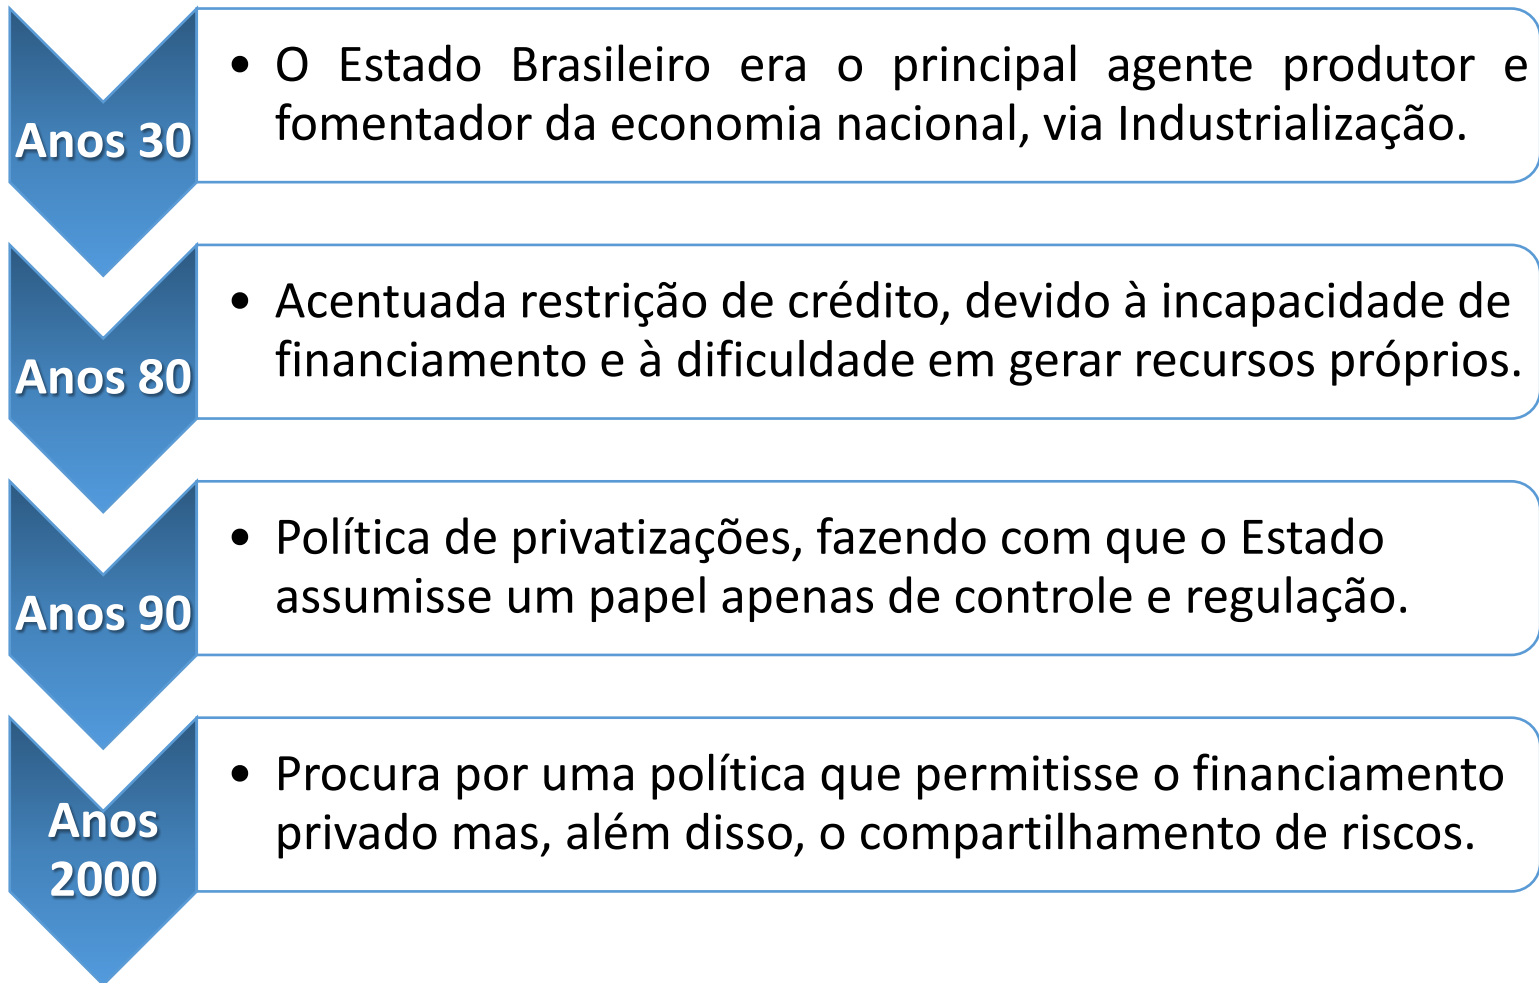 Anos 30
• O Estado Brasileiro era o principal agente produtor e
fomentador da economia nacional, via Industrialização.
Anos 80
• Acentuada restrição de crédito, devido à incapacidade de
financiamento e à dificuldade em gerar recursos próprios.
Anos 90
• Política de privatizações, fazendo com que o Estado
assumisse um papel apenas de controle e regulação.
Anos
2000
• Procura por uma política que permitisse o financiamento
privado mas, além disso, o compartilhamento de riscos.